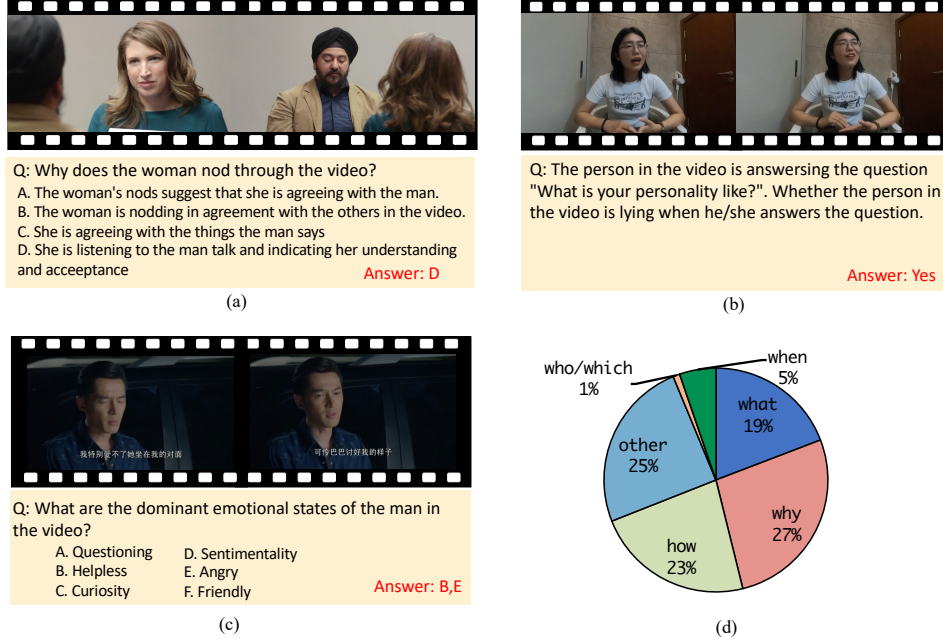 Q: Why does the woman nod through the video?
A. The woman's nods suggest that she is agreeing with the man.
B. The woman is nodding in agreement with the others in the video.
C. She is agreeing with the things the man says
D. She is listening to the man talk and indicating her understanding
and acceeptance
Answer: D
(a)
Q: The person in the video is answersing the question
"What is your personality like?". Whether the person in
the video is lying when he/she answers the question.
Answer: Yes
(b)
我特别受不了她坐在我的对面
可怜巴巴讨好我的样子
Q: What are the dominant emotional states of the man in
the video?
A. Questioning
B. Helpless
C. Curiosity
D. Sentimentality
E. Angry
F. Friendly
Answer: B,E
(c)
who/which
1%
when
5%
what
19%
other
25%
why
27%
how
23%
(d)